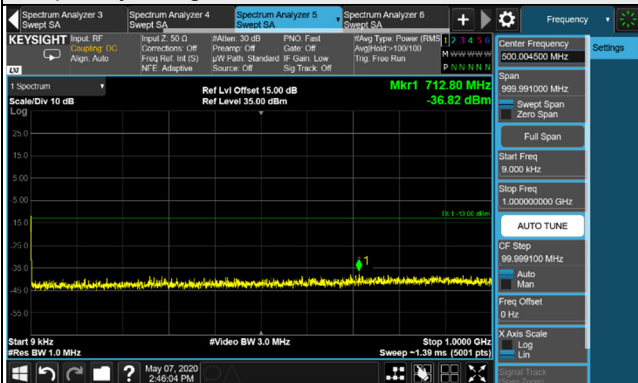 Spectrum Analyzer 3
Swept SA
Spectrum Analyzer 4
Swept SA
Spectrum Analyzer 5
Swept SA
Spectrum Analyzer 6
Swept SA
+
Frequency
KEYSIGHT
Input: RF
Coupling: DC
Align: Auto
Input Z: 50 Ω
Corrections: Off
Freq Ref: Int (S)
NFE: Adaptive
#Atten: 30 dB
Preamp: Off
µW Path: Standard
Source: Off
PNO: Fast
Gate: Off
IF Gain: Low
Sig Track: Off
#Avg Type: Power (RMS)
Avg|Hold:>100/100
Trig: Free Run
1 2 3 4 5 6
M W W W W W W
P N N N N N
LXI
1 Spectrum
Scale/Div 10 dB
Log
Ref Lvl Offset 15.00 dB
Ref Level 35.00 dBm
Mkr1 712.80 MHz
-36.82 dBm
25.0
15.0
5.00
-5.00
-15.0
-25.0
-35.0
-45.0
-55.0
DL1 -13.00 dBm
1
Start 9 kHz
#Res BW 1.0 MHz
#Video BW 3.0 MHz
Stop 1.0000 GHz
Sweep ~1.39 ms (5001 pts)
Center Frequency
500.004500 MHz
Settings
Span
999.991000 MHz
Swept Span
Zero Span
Full Span
Start Freq
9.000 kHz
Stop Freq
1.000000000 GHz
AUTO TUNE
CF Step
99.999100 MHz
Auto
Man
Freq Offset
0 Hz
X Axis Scale
Log
Lin
Signal Track
?
May 07, 2020
2:46:04 PM